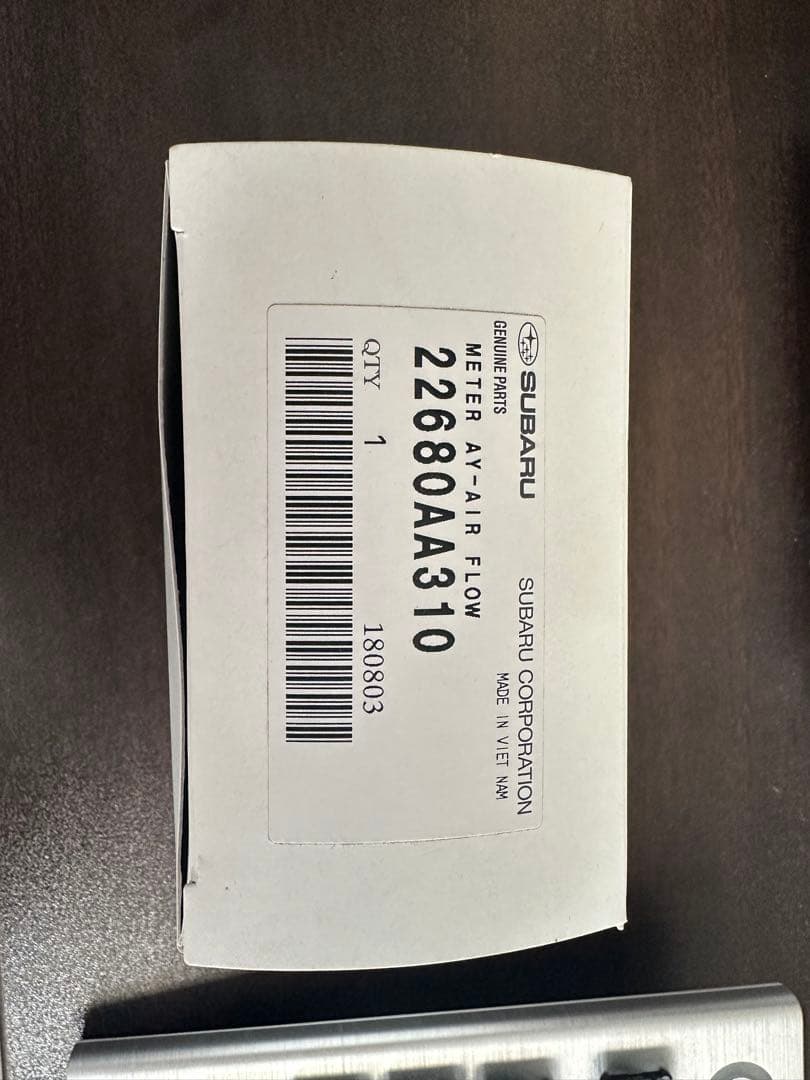 SUBARU SUBARU CORPORATION
GENUINE PARTS MADE IN VIET NAM
METER AY-AIR FLOW
22680AA310
QTY 1 180803